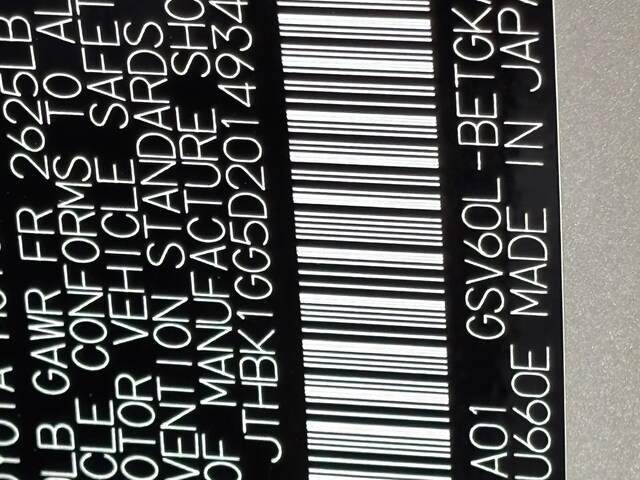 OYOTA
LB GAWR FR 2625LB
CLE CONFORMS TO AL
OTOR VEHICLE SAFET
VENTION STANDARDS
OF MANUFACTURE SHO
JTHBK1GG5D2014934
A01 GSV60L-BETGKA
U660E MADE IN JAPA